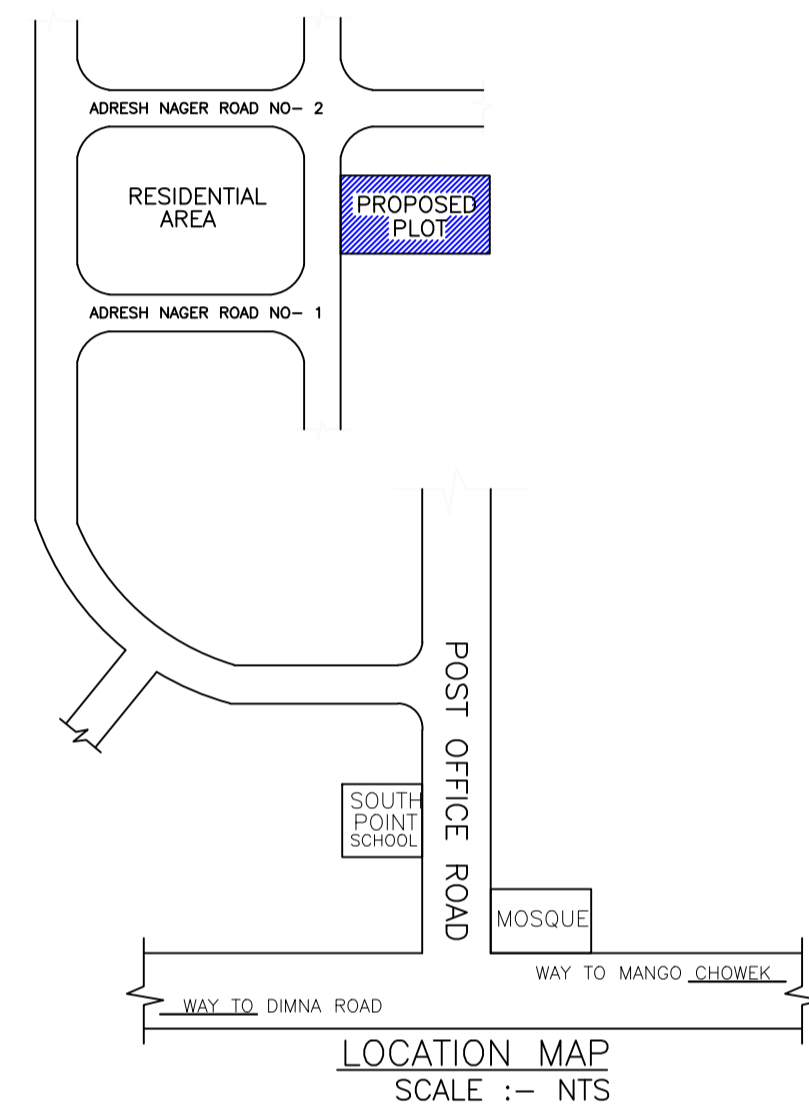 ADRESH NAGER ROAD NO- 2
RESIDENTIAL
AREA
PROPOSED
PLOT
ADRESH NAGER ROAD NO- 1
POST OFFICE ROAD
SOUTH
POINT
SCHOOL
MOSQUE
WAY TO MANGO CHOWEK
WAY TO DIMNA ROAD
LOCATION MAP
SCALE :- NTS